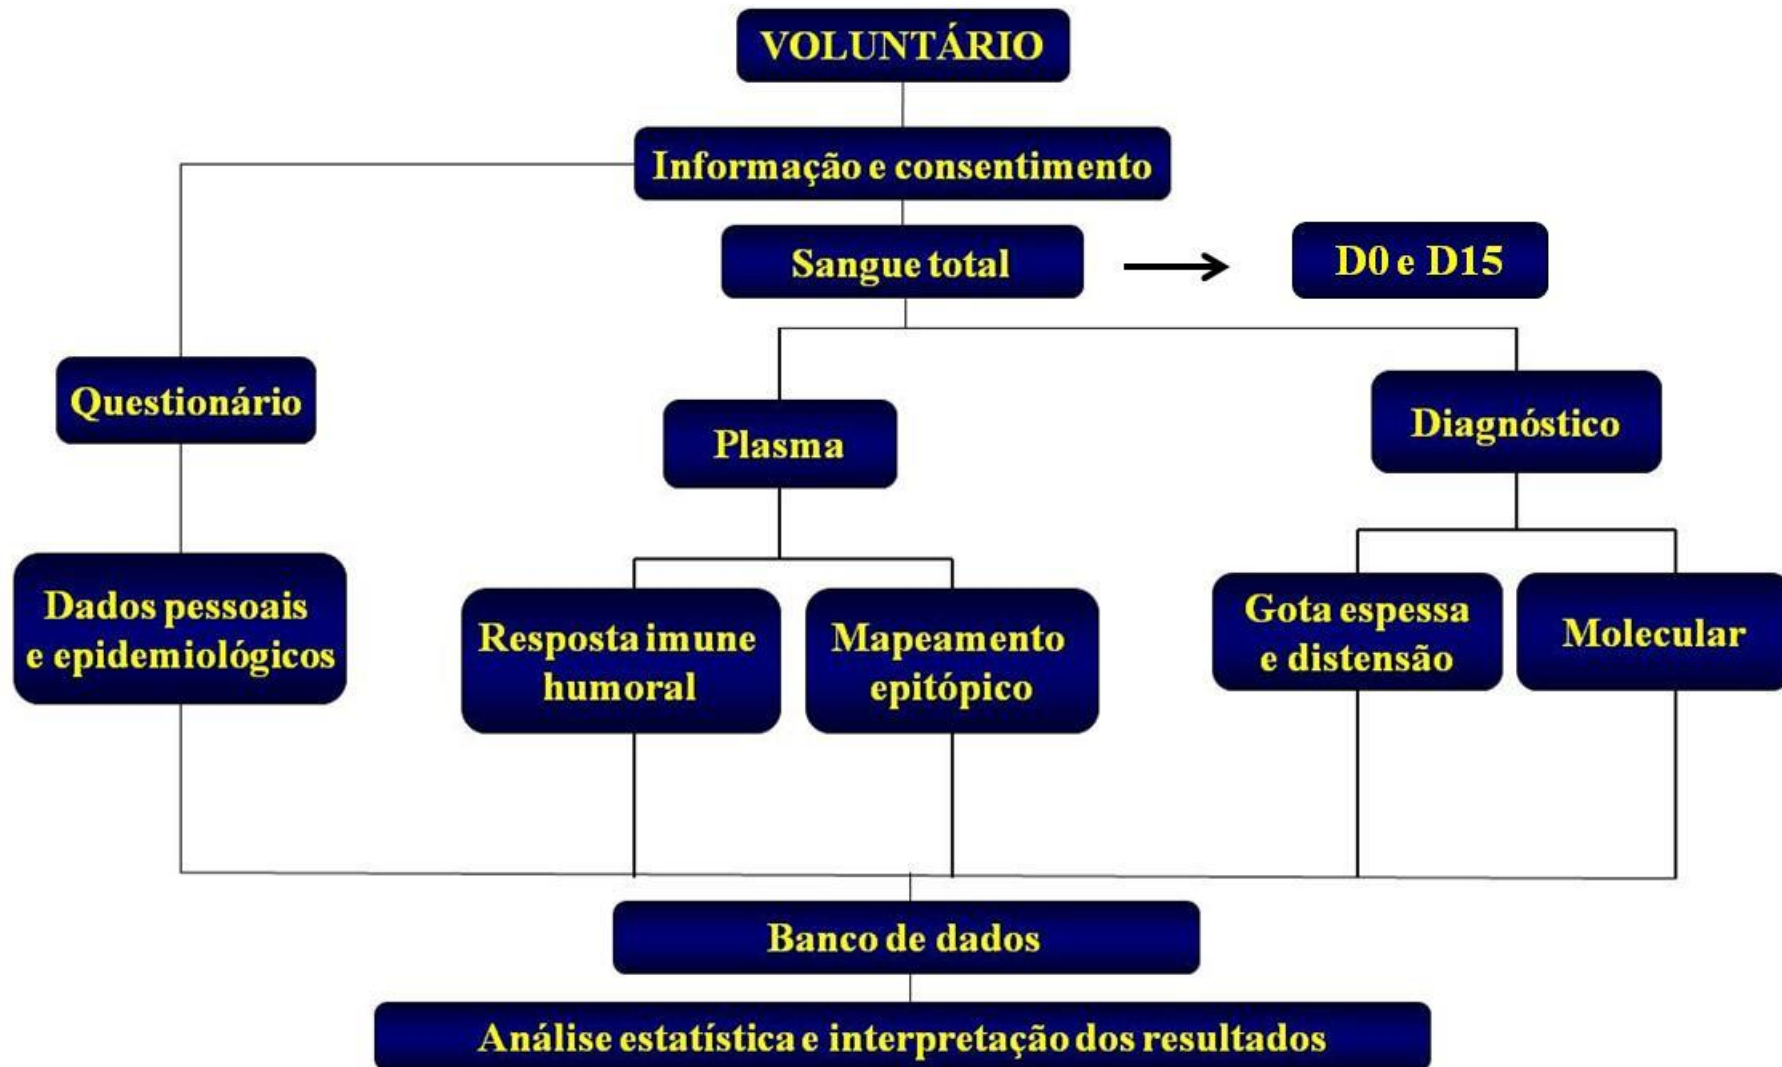 VOLUNTÁRIO
Informação e consentimento
Sangue total
D0 e D15
Questionário
Plasma
Diagnóstico
Dados pessoais
e epidemiológicos
Resposta imune
humoral
Mapeamento
epitópico
Gota espessa
e distensão
Molecular
Banco de dados
Análise estatística e interpretação dos resultados